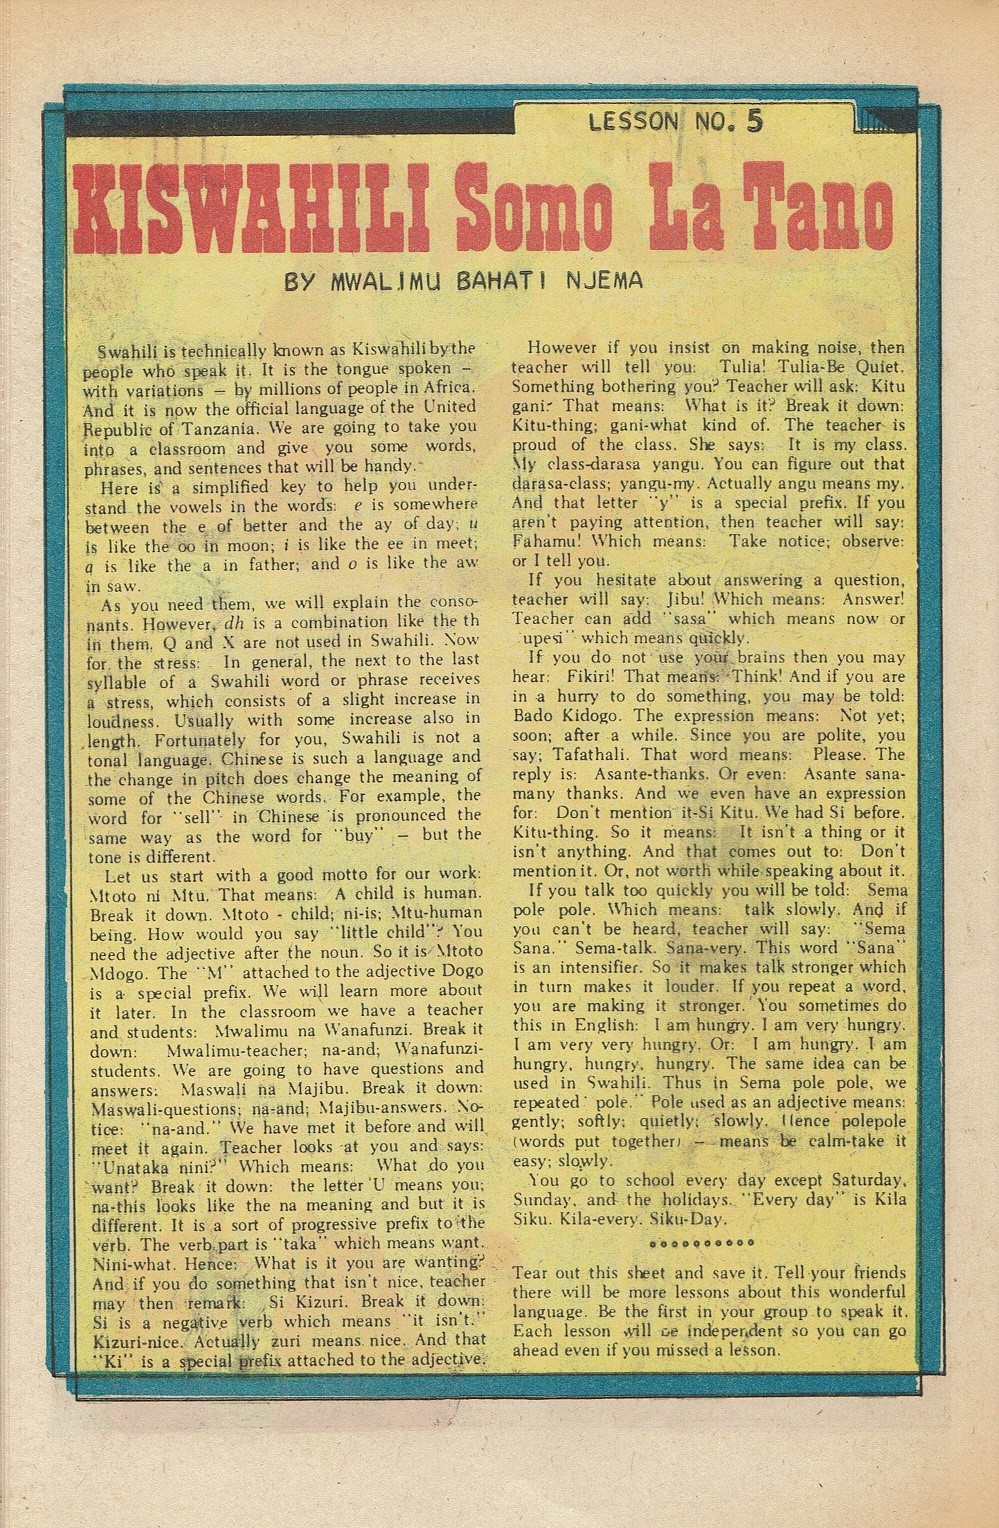 LESSON NO. 5
KISWAHILI Somo La Tano
BY MWALIMU BAHATI NJEMA
Swahili is technically known as Kiswahili by the
people who speak it. It is the tongue spoken –
with variations – by millions of people in Africa.
And it is now the official language of the United
Republic of Tanzania. We are going to take you
into a classroom and give you some words,
phrases, and sentences that will be handy.
Here is a simplified key to help you under-
stand the vowels in the words: e is somewhere
between the e of better and the ay of day; u
is like the oo in moon; i is like the ee in meet;
a is like the a in father; and o is like the aw
in saw.
As you need them, we will explain the conso-
nants. However, dh is a combination like the th
in them. Q and X are not used in Swahili. Now
for the stress: In general, the next to the last
syllable of a Swahili word or phrase receives
a stress, which consists of a slight increase in
loudness. Usually with some increase also in
length. Fortunately for you, Swahili is not a
tonal language. Chinese is such a language and
the change in pitch does change the meaning of
some of the Chinese words. For example, the
word for "sell" in Chinese is pronounced the
same way as the word for "buy" – but the
tone is different.
Let us start with a good motto for our work:
Mtoto ni Mtu. That means: A child is human.
Break it down. Mtoto - child; ni-is; Mtu-human
being. How would you say "little child"? You
need the adjective after the noun. So it is Mtoto
Mdogo. The "M" attached to the adjective Dogo
is a special prefix. We will learn more about
it later. In the classroom we have a teacher
and students: Mwalimu na Wanafunzi. Break it
down: Mwalimu-teacher; na-and; Wanafunzi-
students. We are going to have questions and
answers: Maswali na Majibu. Break it down:
Maswali-questions; na-and; Majibu-answers. No-
tice: "na-and." We have met it before and will
meet it again. Teacher looks at you and says:
"Unataka nini?" Which means: What do you
want? Break it down: the letter U means you;
na-this looks like the na meaning and but it is
different. It is a sort of progressive prefix to the
verb. The verb part is "taka" which means want.
Nini-what. Hence: What is it you are wanting?
And if you do something that isn't nice, teacher
may then remark: Si Kizuri. Break it down:
Si is a negative verb which means "it isn't."
Kizuri-nice. Actually zuri means nice. And that
"Ki" is a special prefix attached to the adjective.
However if you insist on making noise, then
teacher will tell you: Tulia! Tulia-Be Quiet.
Something bothering you? Teacher will ask: Kitu
gani? That means: What is it? Break it down:
Kitu-thing; gani-what kind of. The teacher is
proud of the class. She says: It is my class.
My class-darasa yangu. You can figure out that
darasa-class; yangu-my. Actually angu means my.
And that letter "y" is a special prefix. If you
aren't paying attention, then teacher will say:
Fahamu! Which means: Take notice; observe:
or I tell you.
If you hesitate about answering a question,
teacher will say: Jibu! Which means: Answer!
Teacher can add "sasa" which means now or
upesi" which means quickly.
If you do not use your brains then you may
hear: Fikiri! That means: Think! And if you are
in a hurry to do something, you may be told:
Bado Kidogo. The expression means: Not yet;
soon; after a while. Since you are polite, you
say; Tafathali. That word means: Please. The
reply is: Asante-thanks. Or even: Asante sana-
many thanks. And we even have an expression
for: Don't mention it-Si Kitu. We had Si before.
Kitu-thing. So it means: It isn't a thing or it
isn't anything. And that comes out to: Don't
mention it. Or, not worth while speaking about it.
If you talk too quickly you will be told: Sema
pole pole. Which means: talk slowly. And if
you can't be heard, teacher will say: "Sema
Sana." Sema-talk. Sana-very. This word "Sana"
is an intensifier. So it makes talk stronger which
in turn makes it louder. If you repeat a word,
you are making it stronger. You sometimes do
this in English: I am hungry. I am very hungry.
I am very very hungry. Or: I am hungry. I am
hungry, hungry, hungry. The same idea can be
used in Swahili. Thus in Sema pole pole, we
repeated pole." Pole used as an adjective means:
gently; softly; quietly; slowly. Hence polepole
(words put together) – means be calm-take it
easy; slowly.
You go to school every day except Saturday,
Sunday, and the holidays. "Every day" is Kila
Siku. Kila-every. Siku-Day.
Tear out this sheet and save it. Tell your friends
there will be more lessons about this wonderful
language. Be the first in your group to speak it.
Each lesson will be independent so you can go
ahead even if you missed a lesson.